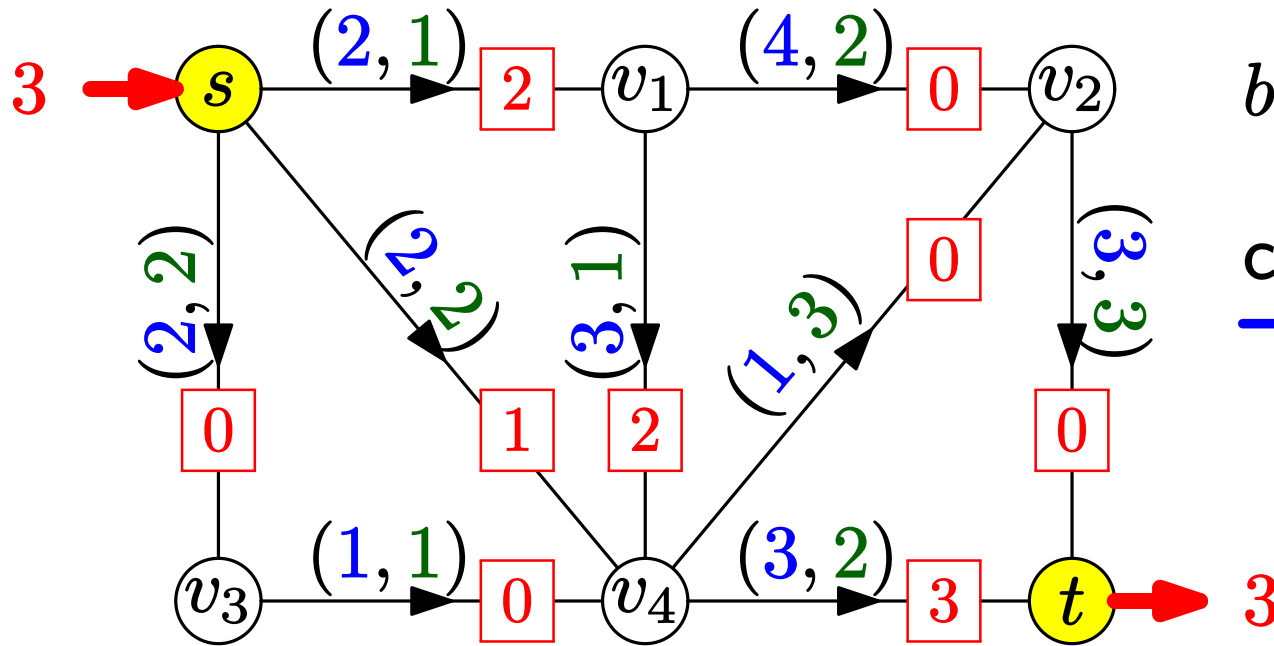 (2, 1) (4, 2)
3 s 2 v₁ 0 v₂ b
(2, 2) (2, 2) (3, 1) (1, 3) 0 (3, 3) c
0 1 2 0
(1, 1) (3, 2)
v₃ 0 v₄ 3 t 3